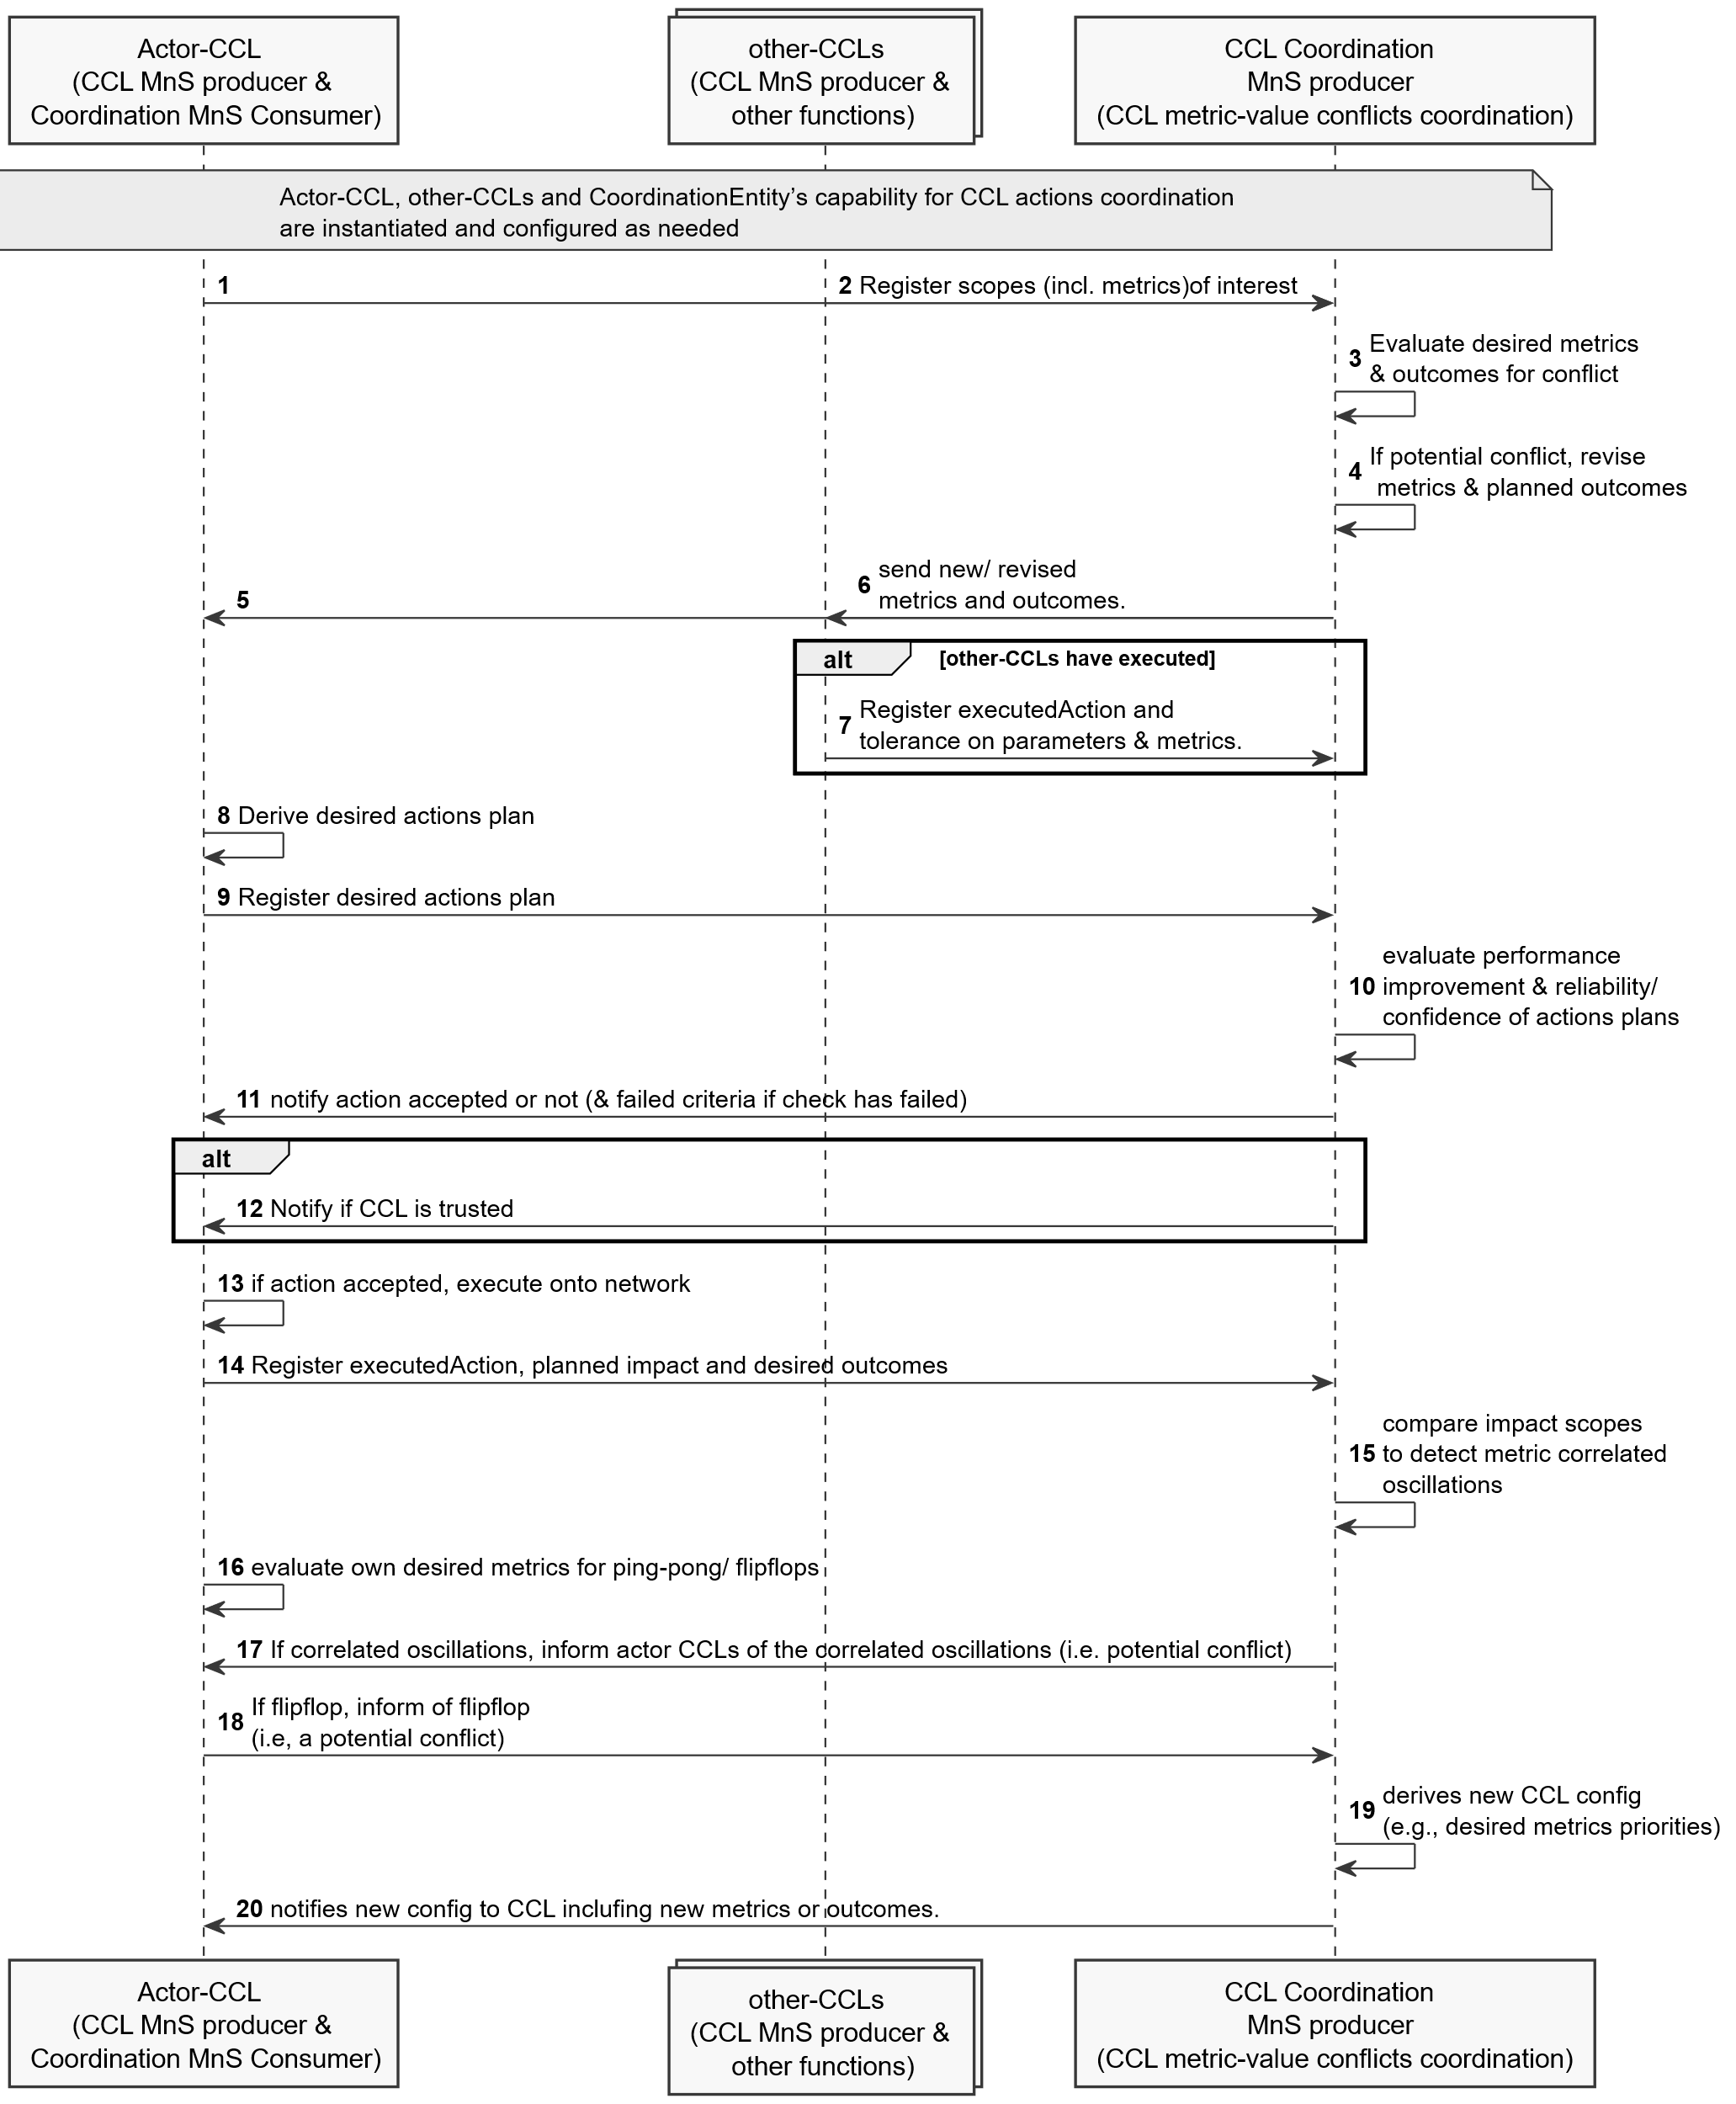 Actor-CCL
(CCL MnS producer &
Coordination MnS Consumer)
other-CCLs
(CCL MnS producer &
other functions)
CCL Coordination
MnS producer
(CCL metric-value conflicts coordination)
Actor-CCL, other-CCLs and CoordinationEntity’s capability for CCL actions coordination
are instantiated and configured as needed
1
2 Register scopes (incl. metrics)of interest
3 Evaluate desired metrics
& outcomes for conflict
4 If potential conflict, revise
metrics & planned outcomes
5
6 send new/ revised
metrics and outcomes.
alt [other-CCLs have executed]
7 Register executedAction and
tolerance on parameters & metrics.
8 Derive desired actions plan
9 Register desired actions plan
evaluate performance
10 improvement & reliability/
confidence of actions plans
11 notify action accepted or not (& failed criteria if check has failed)
alt
12 Notify if CCL is trusted
13 if action accepted, execute onto network
14 Register executedAction, planned impact and desired outcomes
compare impact scopes
15 to detect metric correlated
oscillations
16 evaluate own desired metrics for ping-pong/ flipflops
17 If correlated oscillations, inform actor CCLs of the correlated oscillations (i.e. potential conflict)
18 If flipflop, inform of flipflop
(i.e, a potential conflict)
19 derives new CCL config
(e.g., desired metrics priorities)
20 notifies new config to CCL inclufing new metrics or outcomes.
Actor-CCL
(CCL MnS producer &
Coordination MnS Consumer)
other-CCLs
(CCL MnS producer &
other functions)
CCL Coordination
MnS producer
(CCL metric-value conflicts coordination)